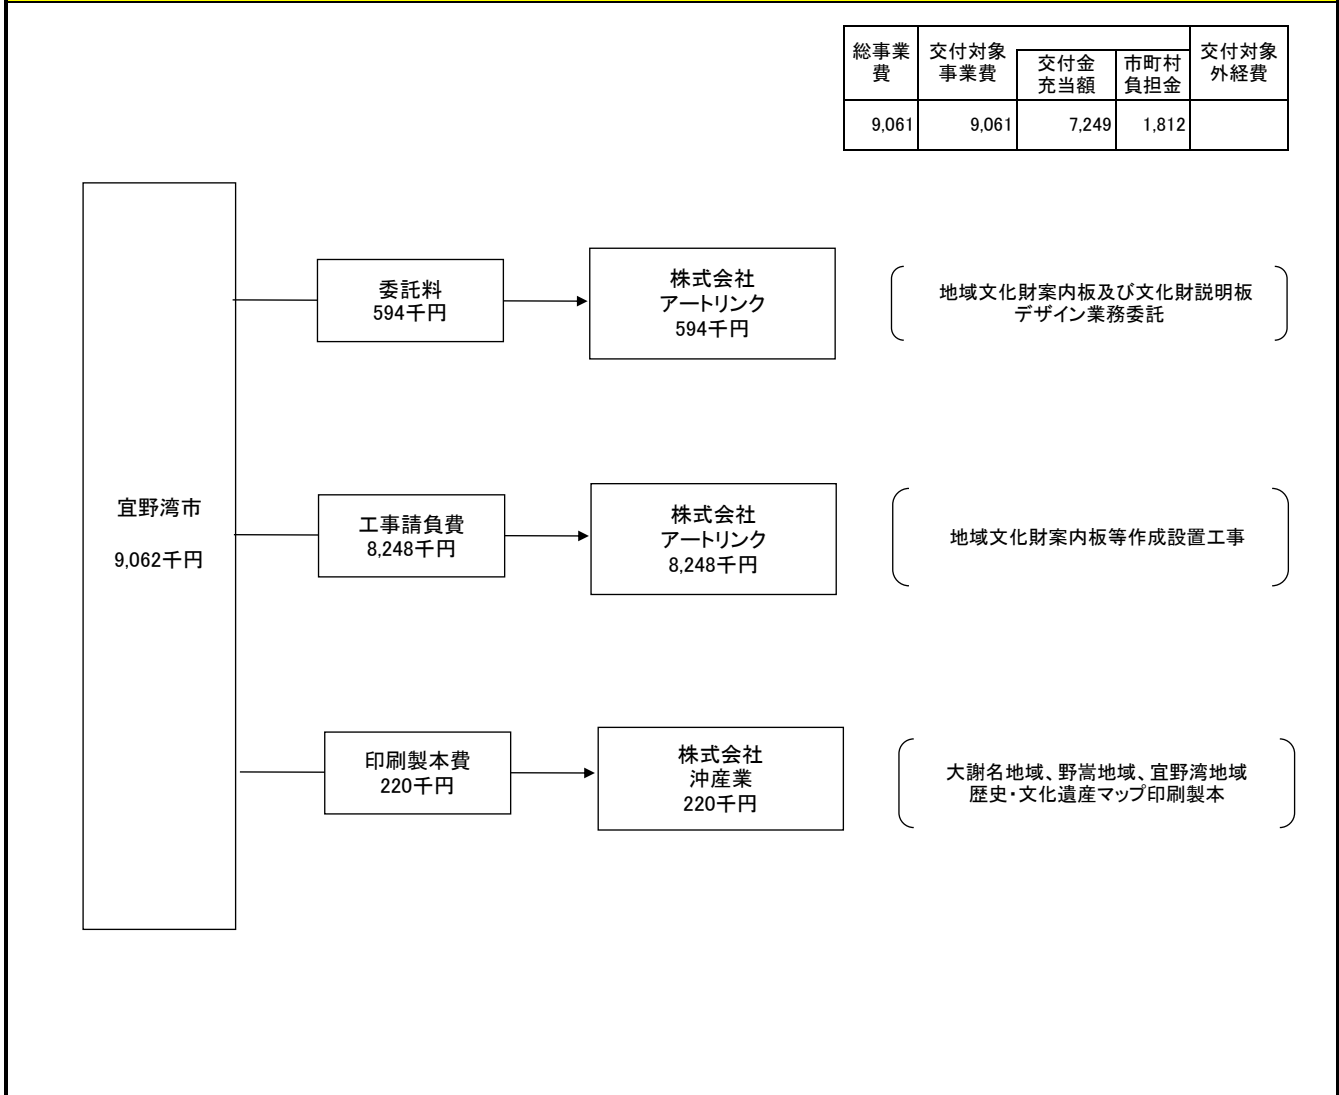 総事業
費
交付対象
事業費
交付金
充当額
市町村
負担金
交付対象
外経費
9,061
9,061
7,249
1,812
委託料
594千円
株式会社
アートリンク
594千円
地域文化財案内板及び文化財説明板
デザイン業務委託
宜野湾市
9,062千円
工事請負費
8,248千円
株式会社
アートリンク
8,248千円
地域文化財案内板等作成設置工事
印刷製本費
220千円
株式会社
沖産業
220千円
大謝名地域、野嵩地域、宜野湾地域
歴史・文化遺産マップ印刷製本